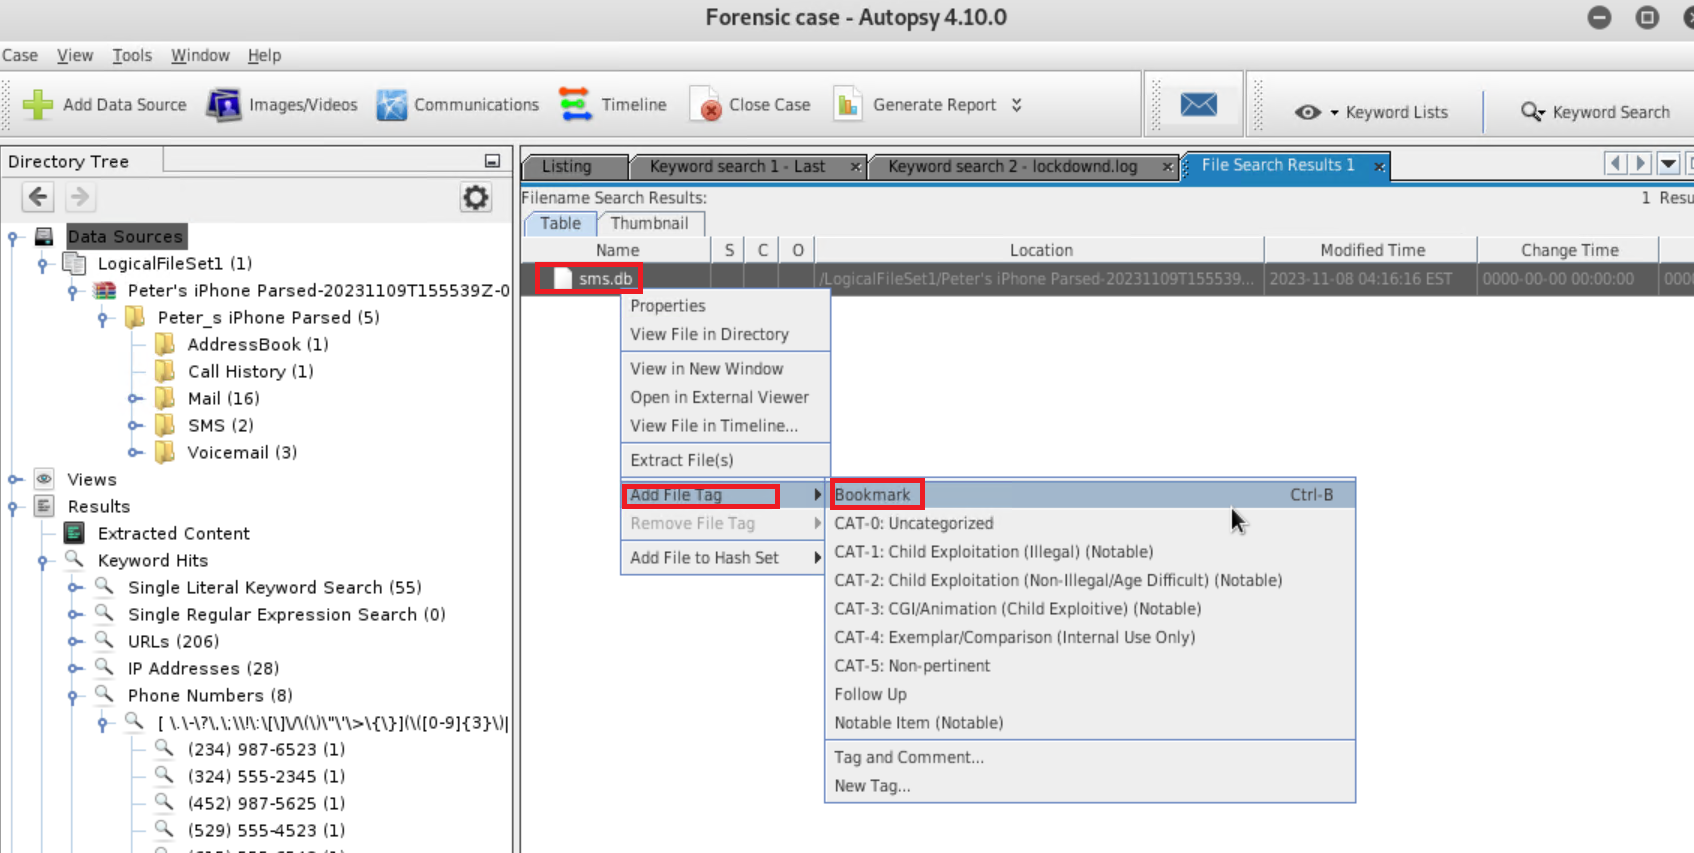 Forensic case - Autopsy 4.10.0
Case View Tools Window Help
Add Data Source Images/Videos Communications Timeline Close Case Generate Report Keyword Lists Keyword Search
Directory Tree
Listing Keyword search 1 - Last Keyword search 2 - lockdownd.log File Search Results 1
Filename Search Results:
1 Resu
Table Thumbnail
Name S C O Location Modified Time Change Time
sms.db /LogicalFileSet1/Peter's iPhone Parsed-20231109T155539... 2023-11-08 04:16:16 EST 0000-00-00 00:00:00 0000
Data Sources
LogicalFileSet1 (1)
Peter's iPhone Parsed-20231109T155539Z-0
Peter_s iPhone Parsed (5)
AddressBook (1)
Call History (1)
Mail (16)
SMS (2)
Voicemail (3)
Views
Results
Extracted Content
Keyword Hits
Single Literal Keyword Search (55)
Single Regular Expression Search (0)
URLs (206)
IP Addresses (28)
Phone Numbers (8)
(234) 987-6523 (1)
(324) 555-2345 (1)
(452) 987-5625 (1)
(529) 555-4523 (1)
Properties
View File in Directory
View in New Window
Open in External Viewer
View File in Timeline...
Extract File(s)
Add File Tag
Remove File Tag
Add File to Hash Set
Bookmark Ctrl-B
CAT-0: Uncategorized
CAT-1: Child Exploitation (Illegal) (Notable)
CAT-2: Child Exploitation (Non-Illegal/Age Difficult) (Notable)
CAT-3: CGI/Animation (Child Exploitive) (Notable)
CAT-4: Exemplar/Comparison (Internal Use Only)
CAT-5: Non-pertinent
Follow Up
Notable Item (Notable)
Tag and Comment...
New Tag...